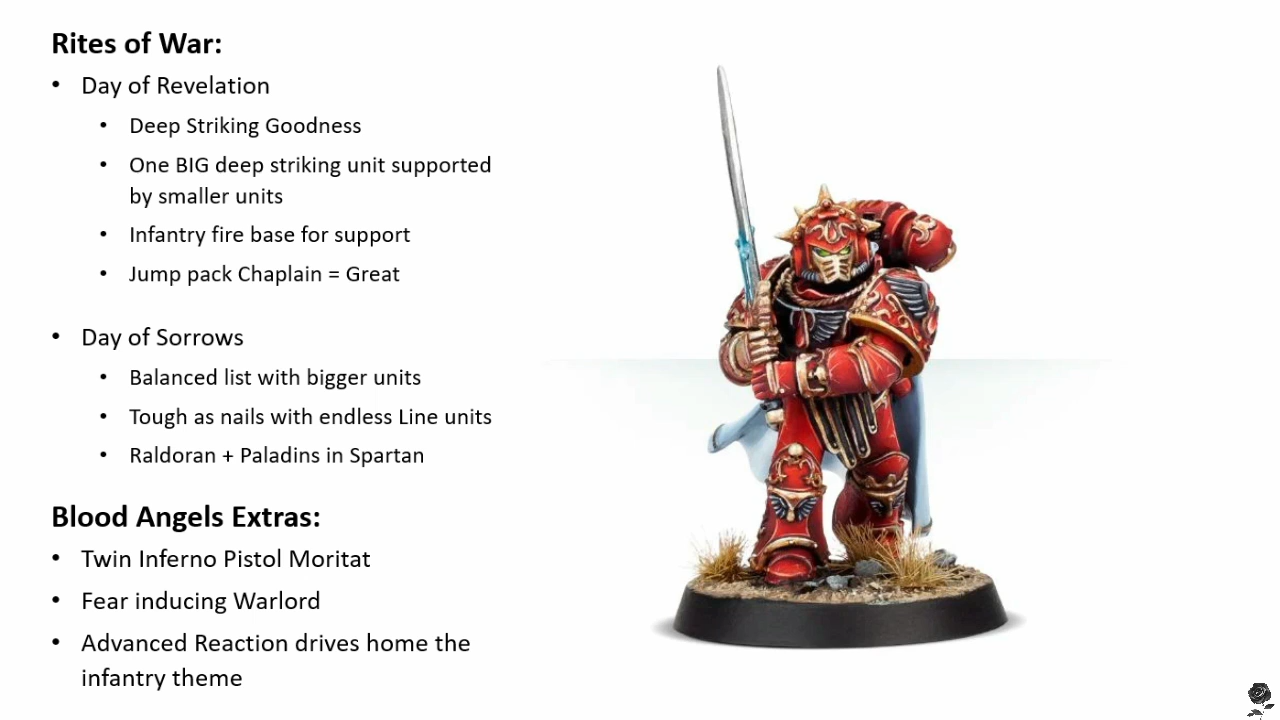 Rites of War:
• Day of Revelation
• Deep Striking Goodness
• One BIG deep striking unit supported
by smaller units
• Infantry fire base for support
• Jump pack Chaplain = Great
• Day of Sorrows
• Balanced list with bigger units
• Tough as nails with endless Line units
• Raldoran + Paladins in Spartan
Blood Angels Extras:
• Twin Inferno Pistol Moritat
• Fear inducing Warlord
• Advanced Reaction drives home the
infantry theme